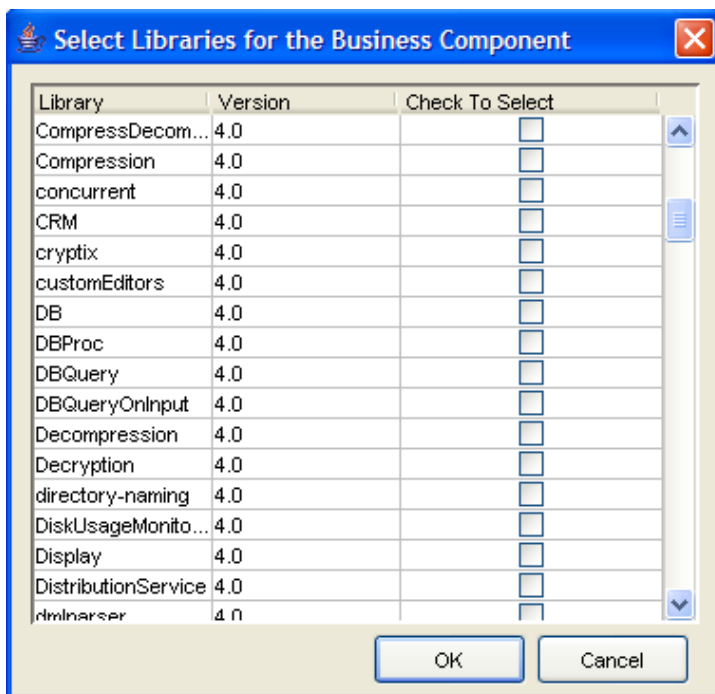 Select Libraries for the Business Component
Library Version Check To Select
CompressDecom... 4.0
Compression 4.0
concurrent 4.0
CRM 4.0
cryptix 4.0
customEditors 4.0
DB 4.0
DBProc 4.0
DBQuery 4.0
DBQueryOnInput 4.0
Decompression 4.0
Decryption 4.0
directory-naming 4.0
DiskUsageMonito... 4.0
Display 4.0
DistributionService 4.0
dmlparser 4.0
OK Cancel